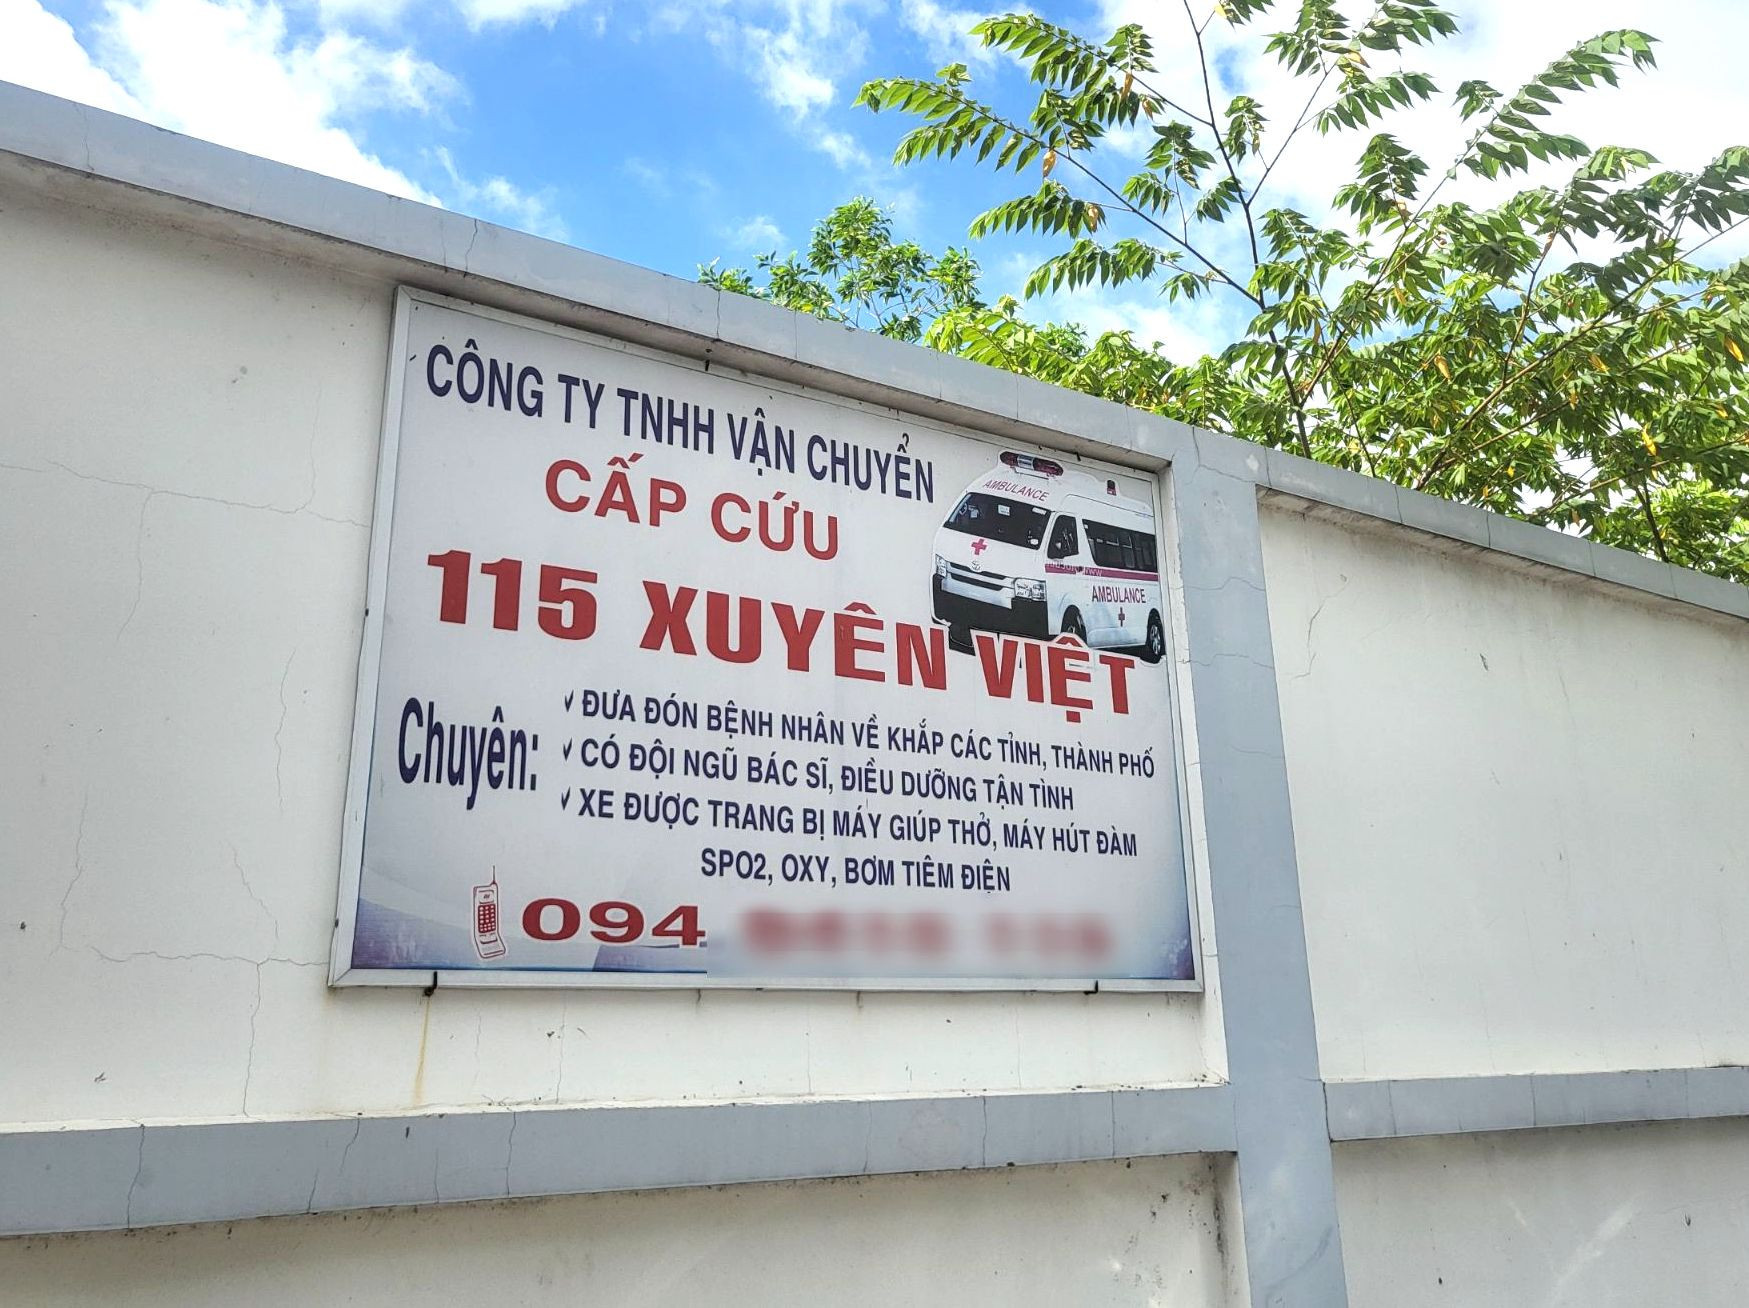 CÔNG TY TNHH VẬN CHUYỂN
CẤP CỨU
115 XUYÊN VIỆT
AMBULANCE
AMBULANCE
Chuyên:
ĐƯA ĐÓN BỆNH NHÂN VỀ KHẮP CÁC TỈNH, THÀNH PHỐ
CÓ ĐỘI NGŨ BÁC SĨ, ĐIỀU DƯỠNG TẬN TÌNH
XE ĐƯỢC TRANG BỊ MÁY GIÚP THỞ, MÁY HÚT ĐÀM
SPO2, OXY, BƠM TIÊM ĐIỆN
094